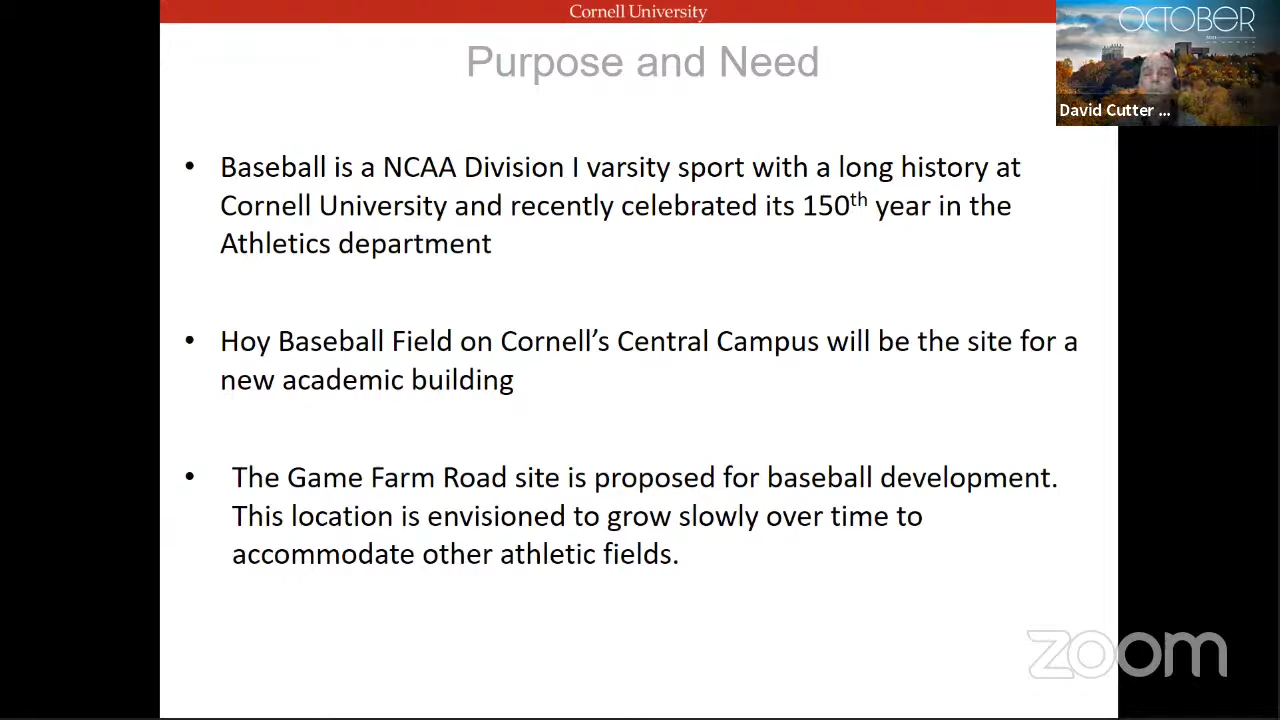 Cornell University
OCTOBER
Purpose and Need
David Cutter ...
• Baseball is a NCAA Division I varsity sport with a long history at
Cornell University and recently celebrated its 150th year in the
Athletics department
• Hoy Baseball Field on Cornell’s Central Campus will be the site for a
new academic building
• The Game Farm Road site is proposed for baseball development.
This location is envisioned to grow slowly over time to
accommodate other athletic fields.
zoom